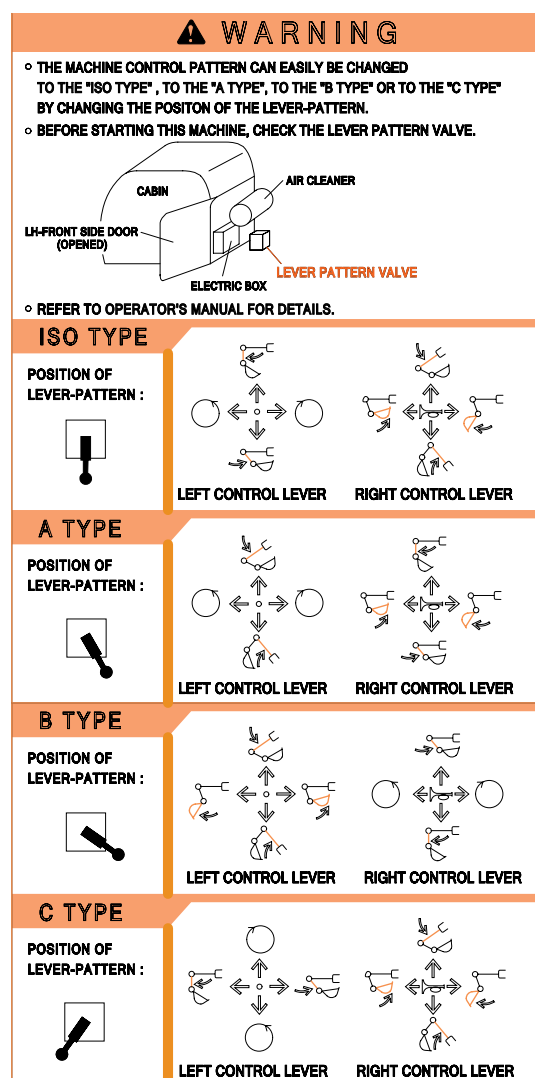 WARNING
THE MACHINE CONTROL PATTERN CAN EASILY BE CHANGED
TO THE "ISO TYPE" , TO THE "A TYPE", TO THE "B TYPE" OR TO THE "C TYPE"
BY CHANGING THE POSITON OF THE LEVER-PATTERN.
BEFORE STARTING THIS MACHINE, CHECK THE LEVER PATTERN VALVE.
CABIN
AIR CLEANER
LH-FRONT SIDE DOOR
(OPENED)
LEVER PATTERN VALVE
ELECTRIC BOX
REFER TO OPERATOR'S MANUAL FOR DETAILS.
ISO TYPE
POSITION OF
LEVER-PATTERN :
LEFT CONTROL LEVER RIGHT CONTROL LEVER
A TYPE
POSITION OF
LEVER-PATTERN :
LEFT CONTROL LEVER RIGHT CONTROL LEVER
B TYPE
POSITION OF
LEVER-PATTERN :
LEFT CONTROL LEVER RIGHT CONTROL LEVER
C TYPE
POSITION OF
LEVER-PATTERN :
LEFT CONTROL LEVER RIGHT CONTROL LEVER